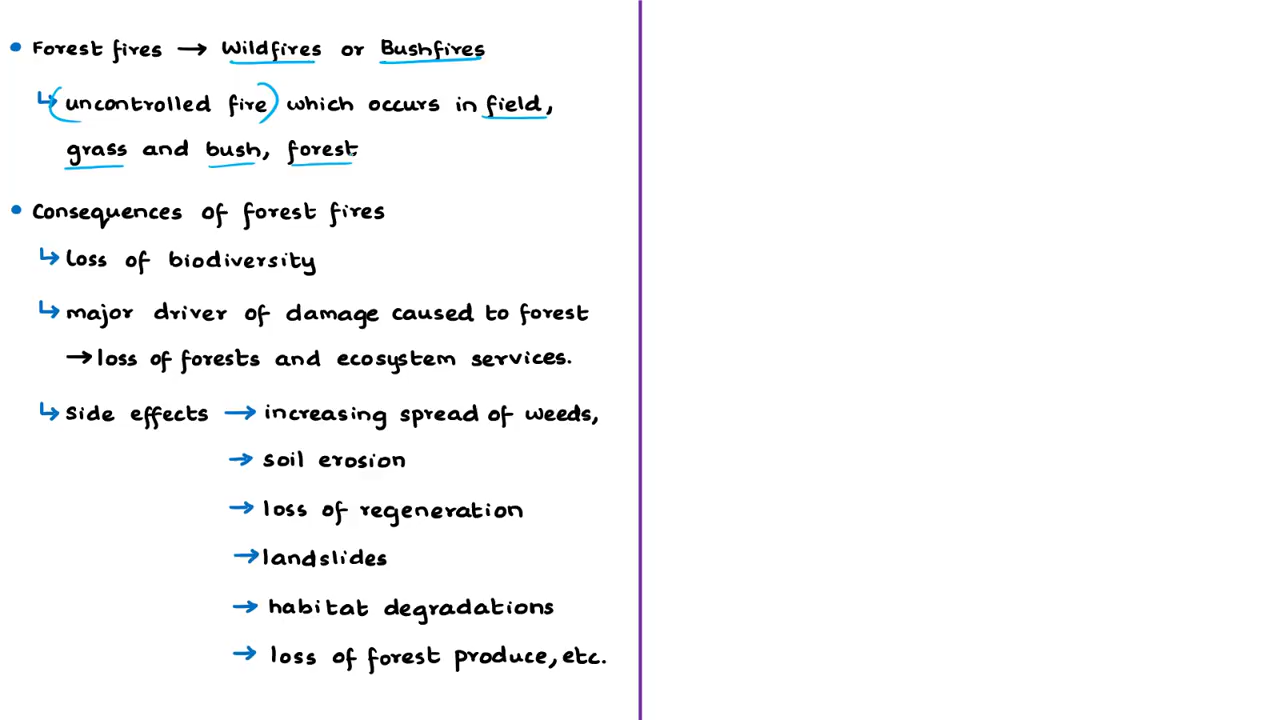 • Forest fires → Wildfires or Bushfires
↳ (uncontrolled fire) which occurs in field,
grass and bush, forest
• Consequences of forest fires
↳ loss of biodiversity
↳ major driver of damage caused to forest
→ loss of forests and ecosystem services.
↳ Side effects → increasing spread of weeds,
→ soil erosion
→ loss of regeneration
→ landslides
→ habitat degradations
→ loss of forest produce, etc.